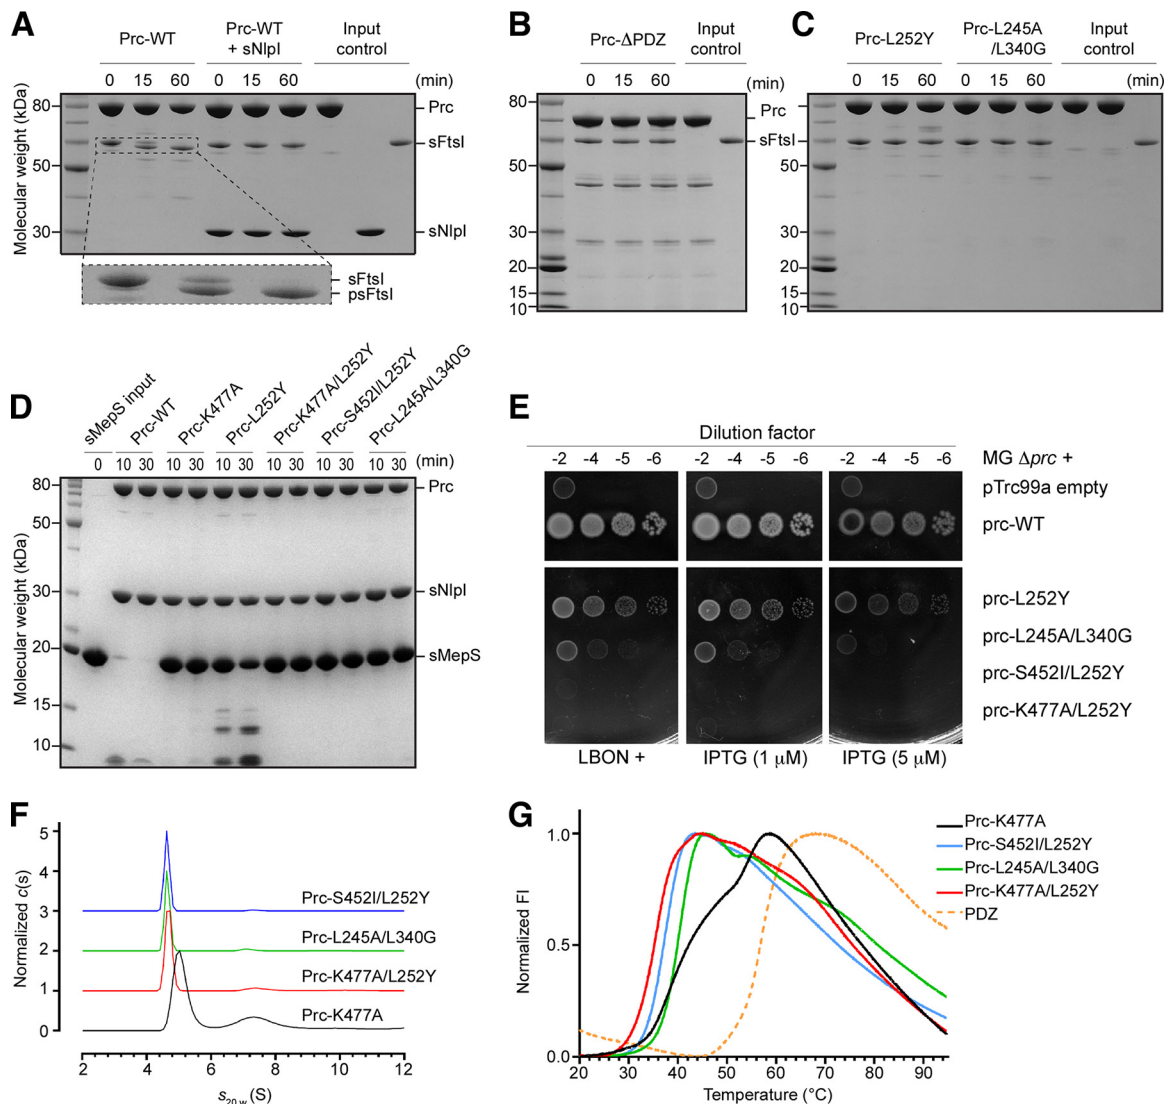 A
Prc-WT
Prc-WT
+ sNlpI
Input
control
0 15 60 0 15 60 (min)
Molecular weight (kDa)
80
50
30
Prc
sFtsI
sNlpI
sFtsI
psFtsI
B
Prc-ΔPDZ
Input
control
0 15 60 (min)
80
50
30
20
15
10
Prc
sFtsI
C
Prc-L252Y
Prc-L245A
/L340G
Input
control
0 15 60 0 15 60 (min)
80
50
30
20
15
10
D
sMepS input
Prc-WT
Prc-K477A
Prc-L252Y
Prc-K477A/L252Y
Prc-S452I/L252Y
Prc-L245A/L340G
0 10 30 10 30 10 30 10 30 10 30 10 30 (min)
Molecular weight (kDa)
80
50
30
20
15
10
Prc
sNlpI
sMepS
E
Dilution factor
-2 -4 -5 -6 -2 -4 -5 -6 -2 -4 -5 -6
MG Δprc +
pTrc99a empty
prc-WT
prc-L252Y
prc-L245A/L340G
prc-S452I/L252Y
prc-K477A/L252Y
LBON + IPTG (1 μM) IPTG (5 μM)
F
Normalized c(s)
5
4
3
2
1
0
Prc-S452I/L252Y
Prc-L245A/L340G
Prc-K477A/L252Y
Prc-K477A
2 4 6 8 10 12
s20,w (S)
G
Normalized FI
1.0
0.5
0.0
20 30 40 50 60 70 80 90
Temperature (°C)
Prc-K477A
Prc-S452I/L252Y
Prc-L245A/L340G
Prc-K477A/L252Y
PDZ